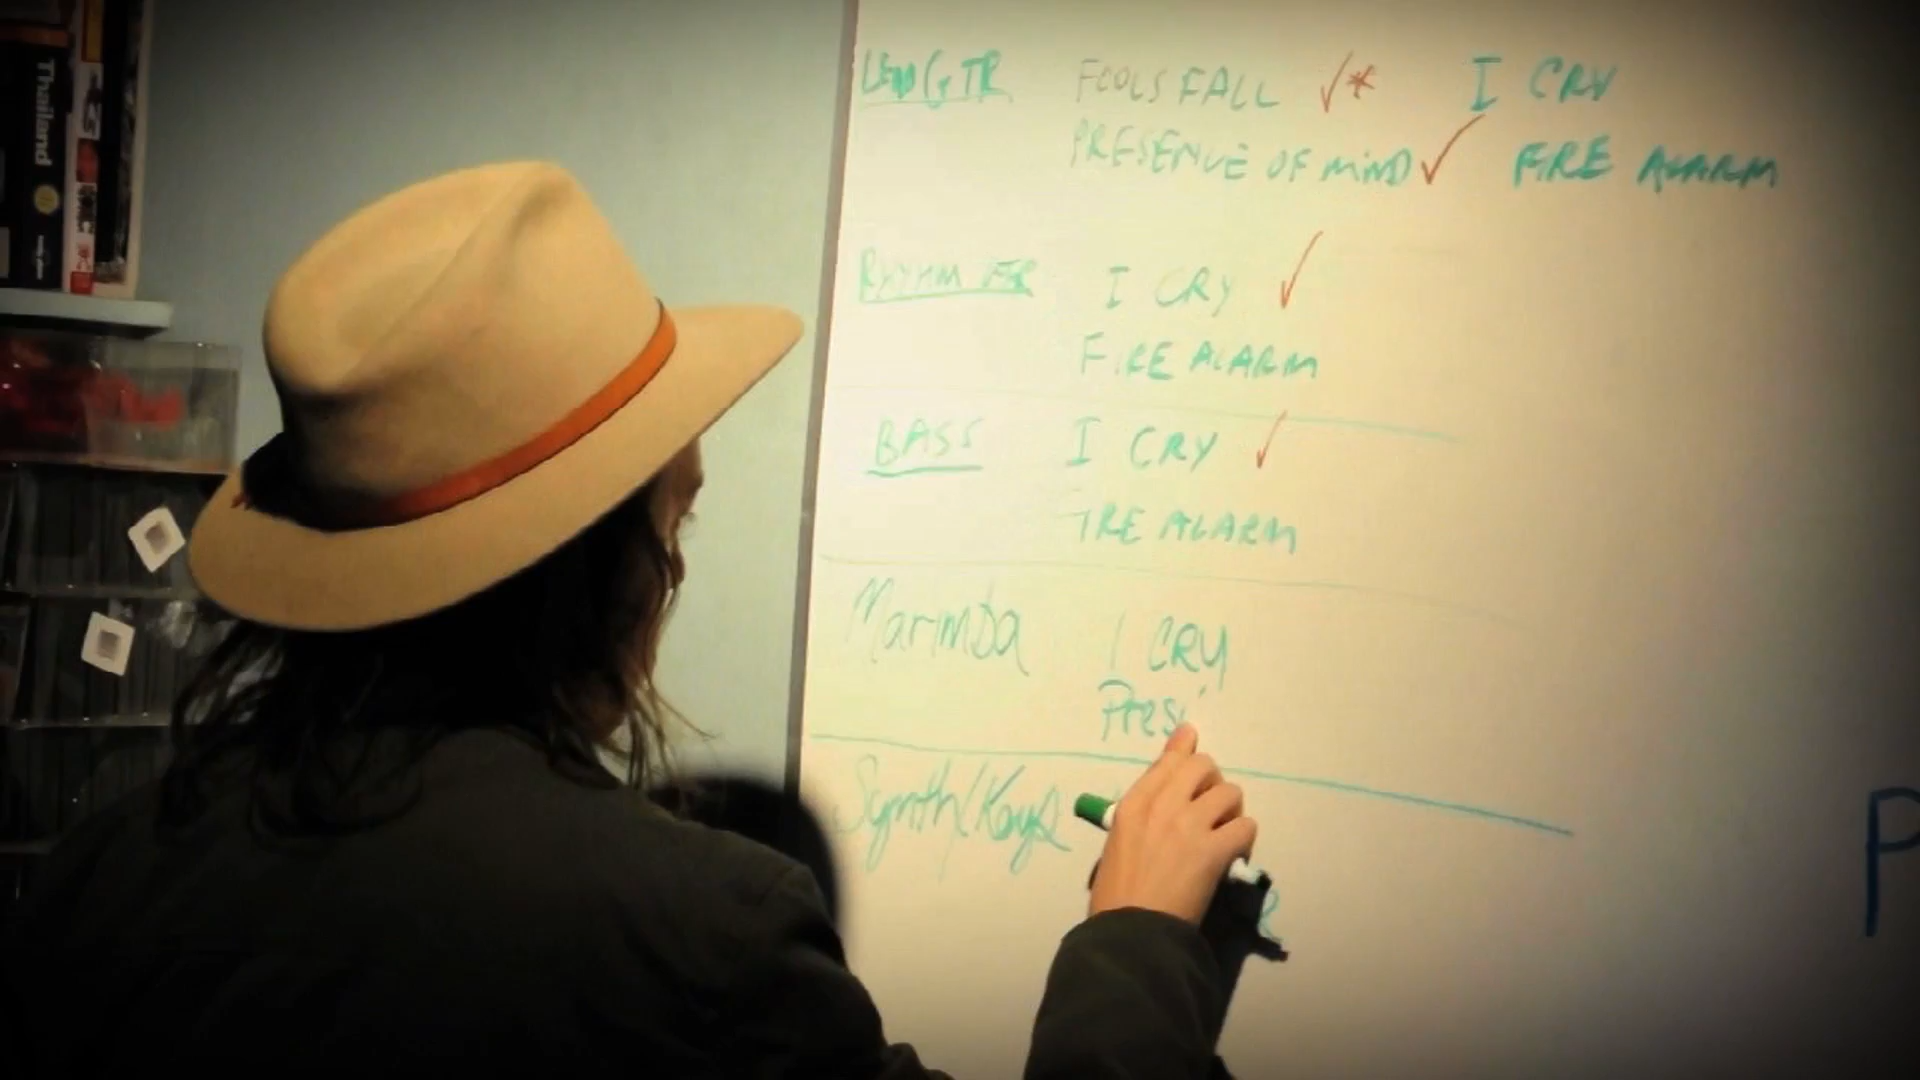 Thailand
LEAD GTR FOOLS FALL ✓* I CRY
PRESENCE OF MIND ✓ FIRE ALARM
RHYTHM GTR I CRY ✓
FIRE ALARM
BASS I CRY ✓
FIRE ALARM
Marimba I CRY
Pres
Synth/Keys
P